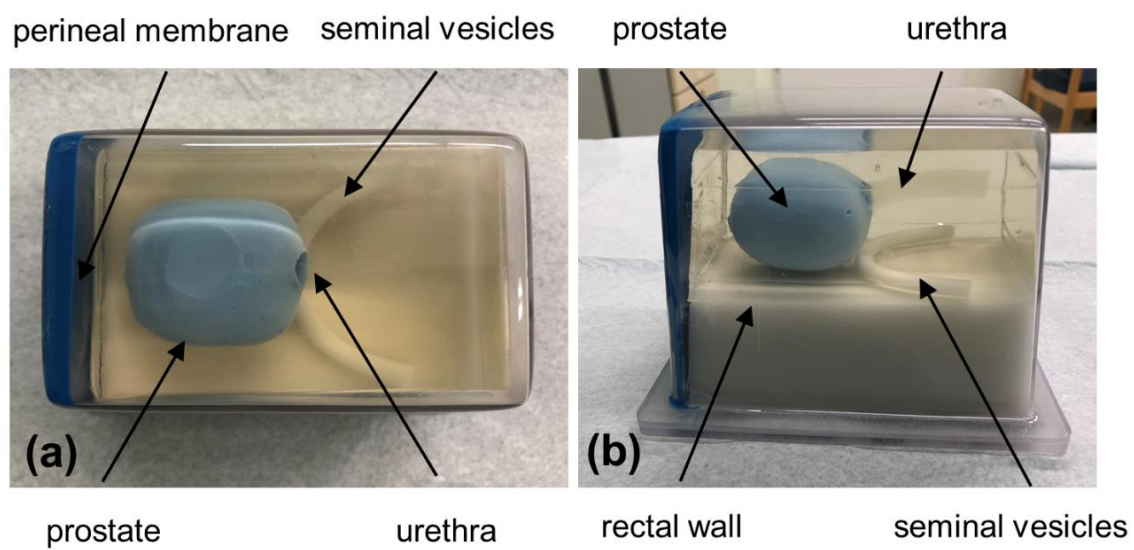 perineal membrane seminal vesicles prostate urethra
(a) (b)
prostate urethra rectal wall seminal vesicles